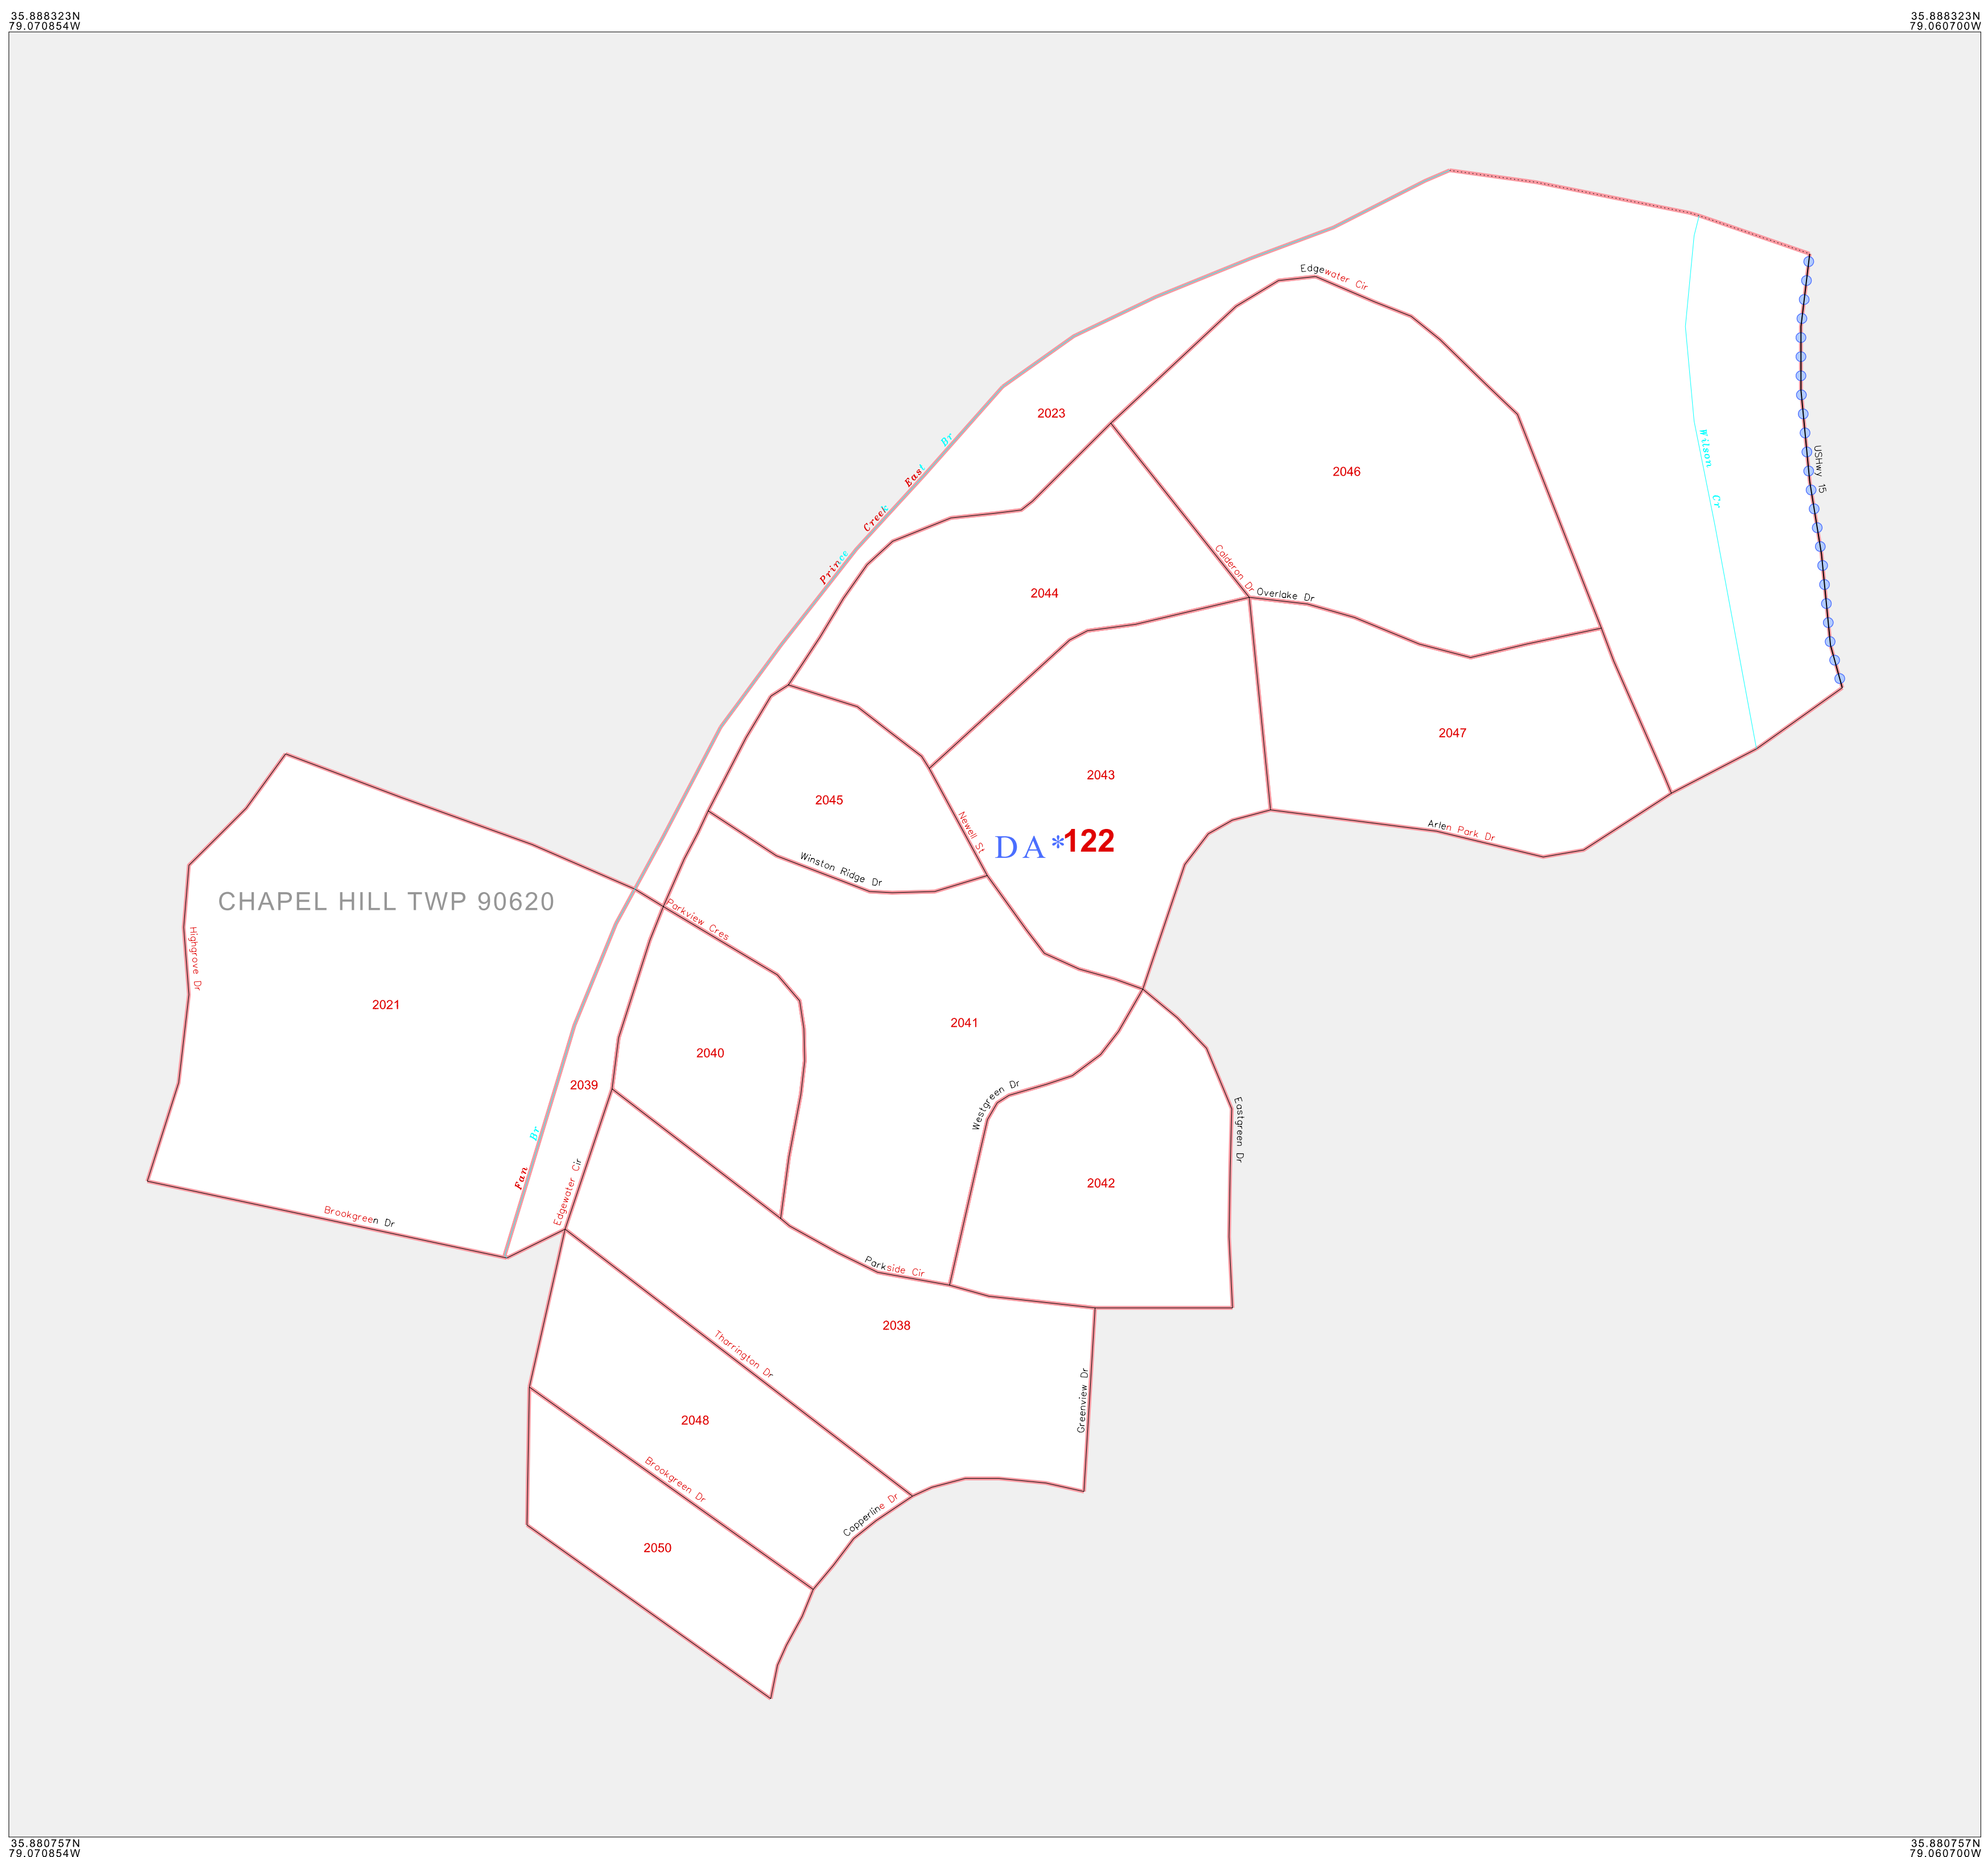 35.888323N
79.070854W
35.888323N
79.060700W
Edgewater Cir
2023
Prince Creek East Br
2046
Wilson Cr
USHwy 15
Calderon Dr
Overlake Dr
2044
2047
2043
2045
Newell St
DA*122
Arlen Park Dr
Winston Ridge Dr
CHAPEL HILL TWP 90620
Parkview Cres
Highgrove Dr
2021
2041
2040
2039
Westgreen Dr
Eastgreen Dr
Fan Br
Edgewater Cir
2042
Brookgreen Dr
Parkside Cir
2038
Tharrington Dr
Greenview Dr
2048
Brookgreen Dr
Copperline Dr
2050
35.880757N
79.070854W
35.880757N
79.060700W